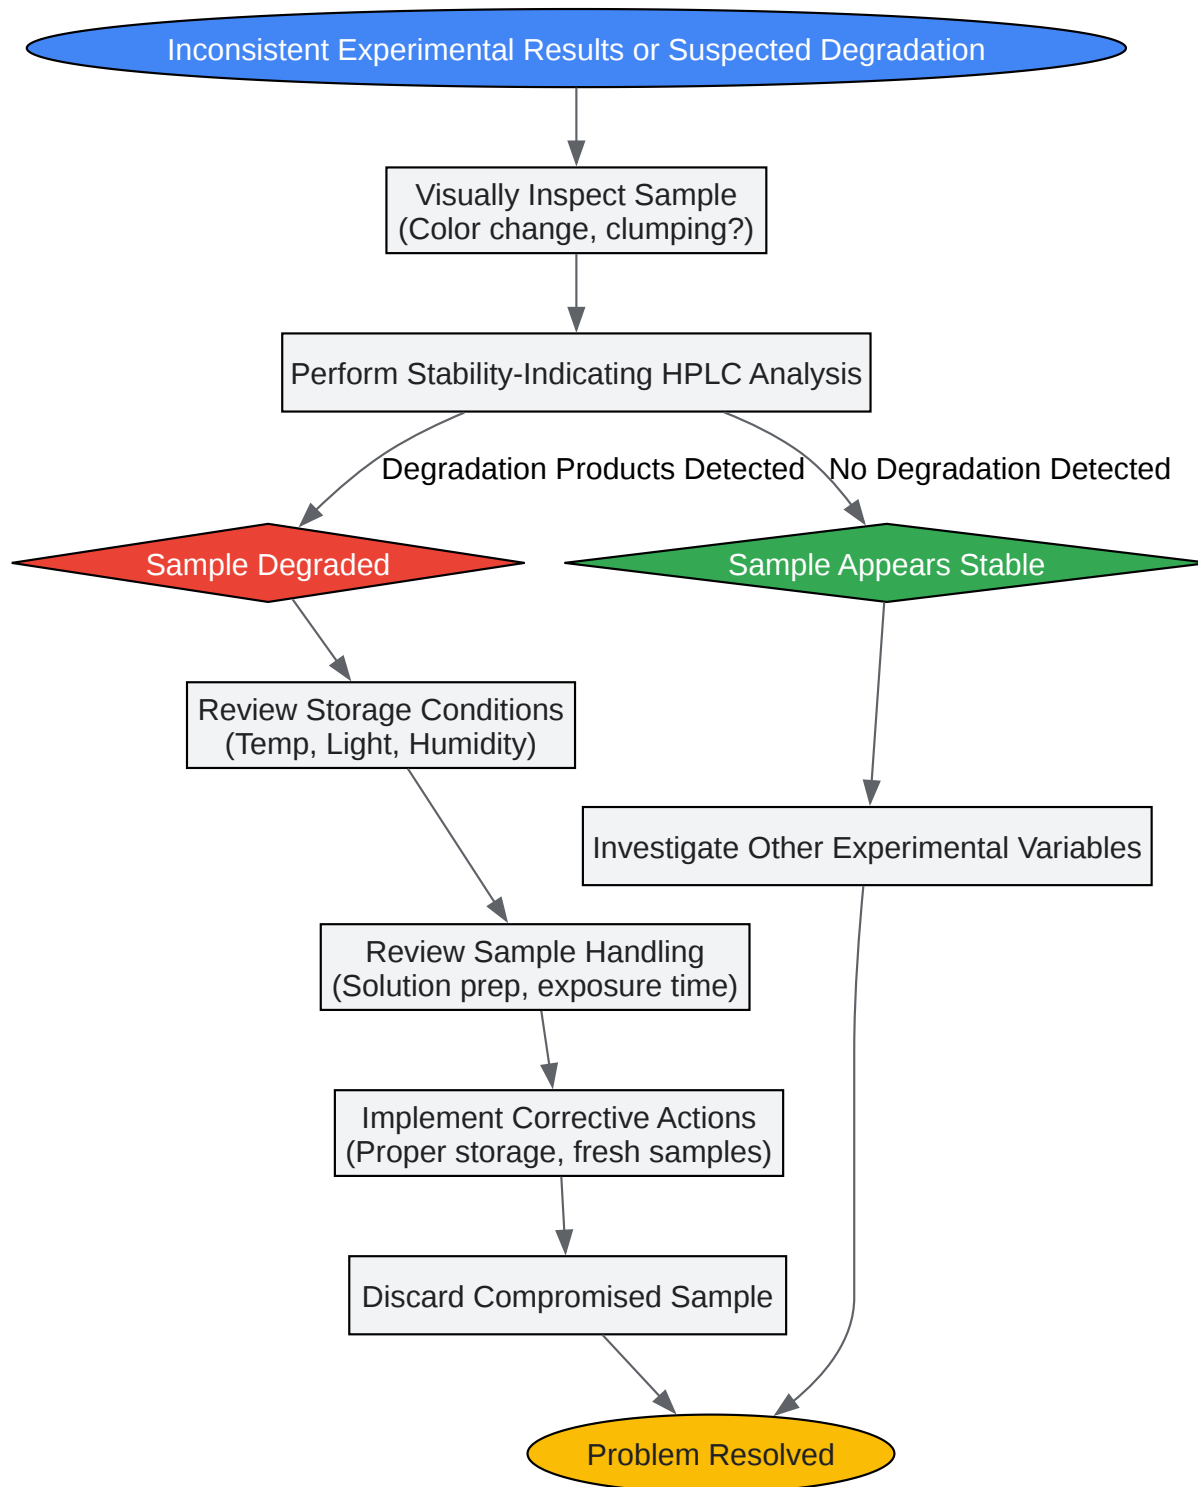 Inconsistent Experimental Results or Suspected Degradation
Visually Inspect Sample
(Color change, clumping?)
Perform Stability-Indicating HPLC Analysis
Degradation Products Detected
No Degradation Detected
Sample Degraded
Sample Appears Stable
Review Storage Conditions
(Temp, Light, Humidity)
Investigate Other Experimental Variables
Review Sample Handling
(Solution prep, exposure time)
Implement Corrective Actions
(Proper storage, fresh samples)
Discard Compromised Sample
Problem Resolved